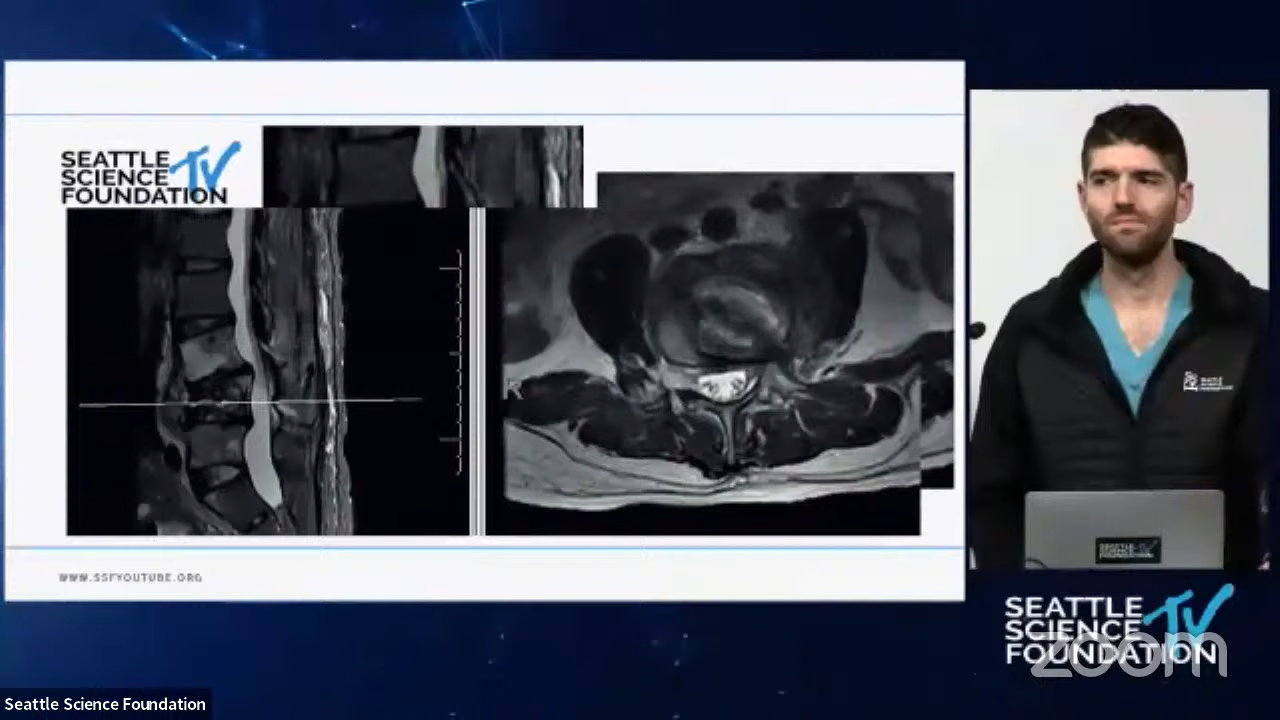 SEATTLE
SCIENCE
FOUNDATION
TV
R
WWW.SSFYOUTUBE.ORG
SEATTLE
SCIENCE
FOUNDATION
TV
zoom
Seattle Science Foundation